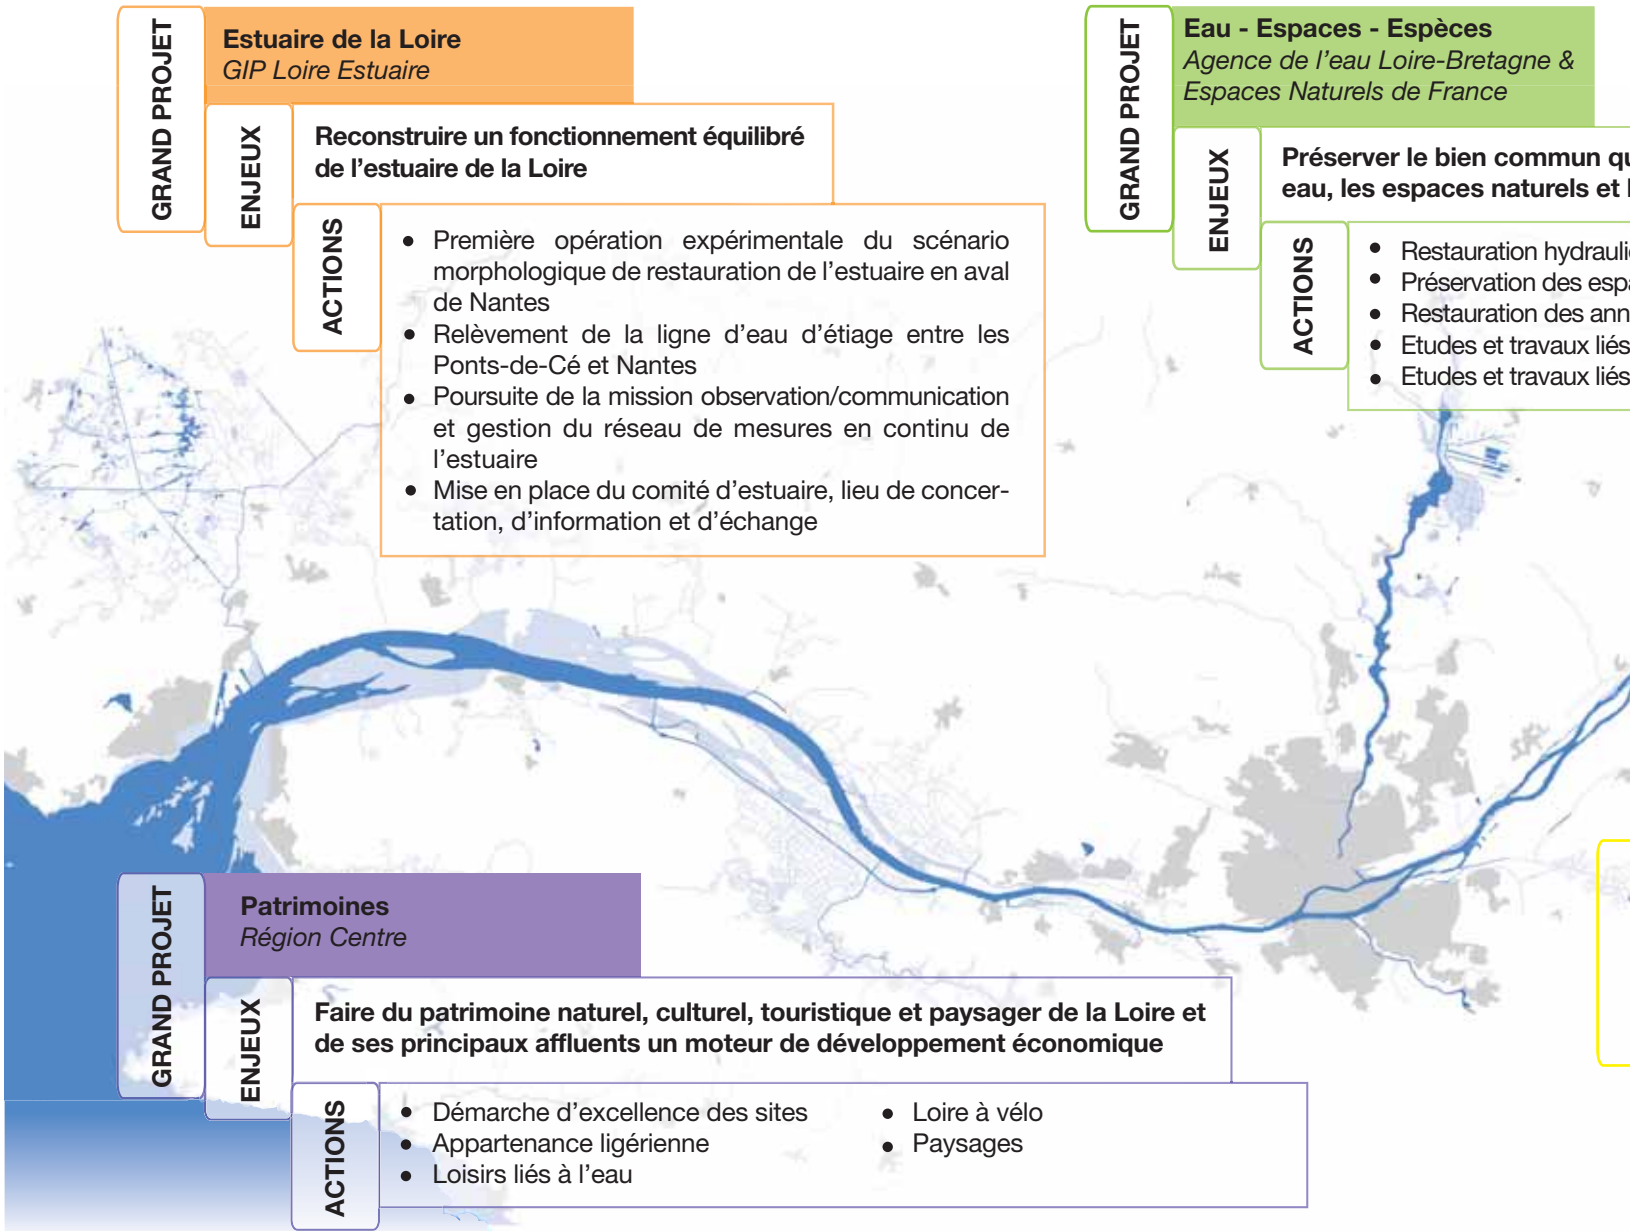 GRAND PROJET
Estuaire de la Loire
GIP Loire Estuaire
ENJEUX
Reconstruire un fonctionnement équilibré
de l'estuaire de la Loire
ACTIONS
• Première opération expérimentale du scénario
morphologique de restauration de l'estuaire en aval
de Nantes
• Relèvement de la ligne d'eau d'étiage entre les
Ponts-de-Cé et Nantes
• Poursuite de la mission observation/communication
et gestion du réseau de mesures en continu de
l'estuaire
• Mise en place du comité d'estuaire, lieu de concer-
tation, d'information et d'échange
GRAND PROJET
Eau - Espaces - Espèces
Agence de l'eau Loire-Bretagne &
Espaces Naturels de France
ENJEUX
Préserver le bien commun
eau, les espaces naturels et
ACTIONS
• Restauration
• Préservation des
• Restauration des
• Etudes et travaux liés
• Etudes et travaux liés
GRAND PROJET
Patrimoines
Région Centre
ENJEUX
Faire du patrimoine naturel, culturel, touristique et paysager de la Loire et
de ses principaux affluents un moteur de développement économique
ACTIONS
• Démarche d'excellence des sites
• Appartenance ligérienne
• Loisirs liés à l'eau
• Loire à vélo
• Paysages